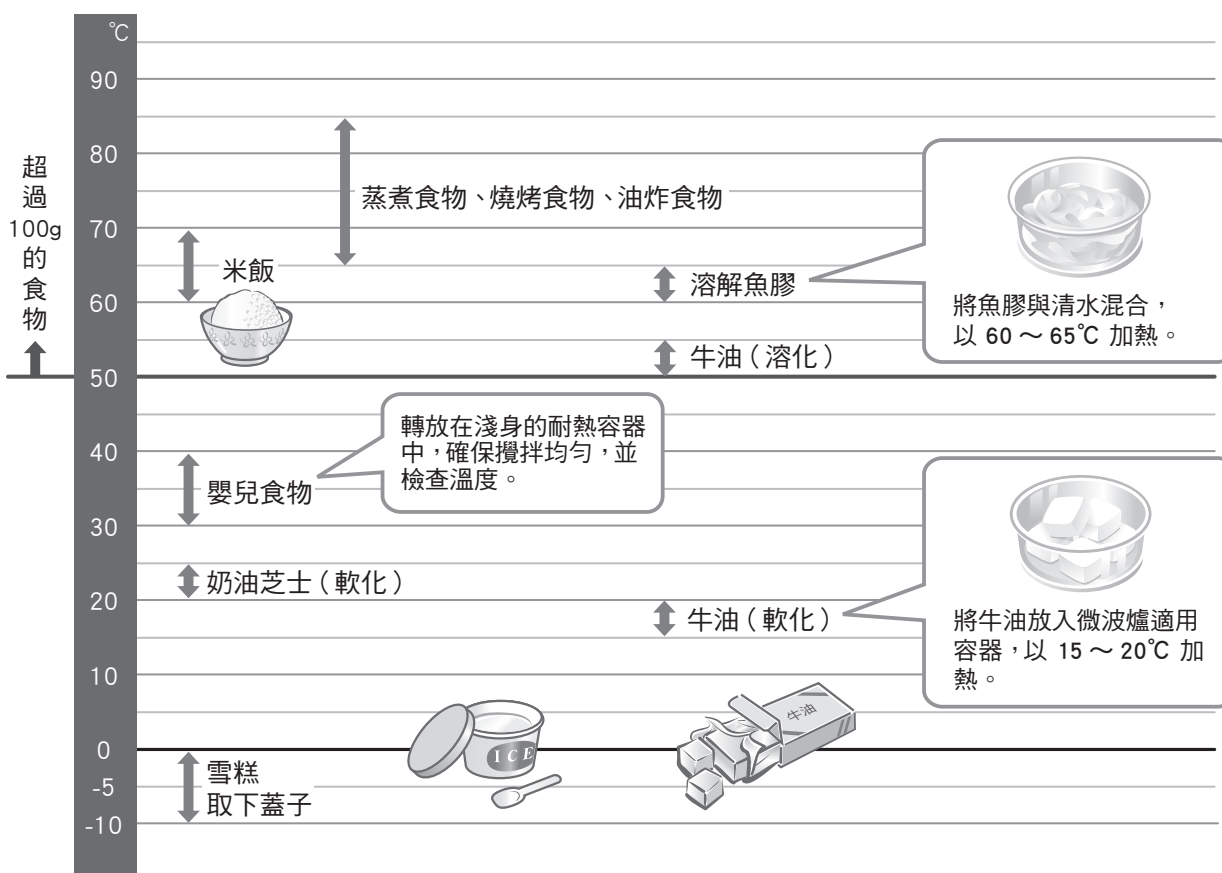 ℃
90
80
70
60
50
40
30
20
10
0
-5
-10
超過100g的食物
蒸煮食物、燒烤食物、油炸食物
米飯
溶解魚膠
將魚膠與清水混合，
以 60～65℃ 加熱。
牛油（溶化）
轉放在淺身的耐熱容器
中，確保攪拌均勻，並
檢查溫度。
嬰兒食物
奶油芝士（軟化）
牛油（軟化）
將牛油放入微波爐適用
容器，以 15～20℃ 加
熱。
ICE
牛油
雪糕
取下蓋子